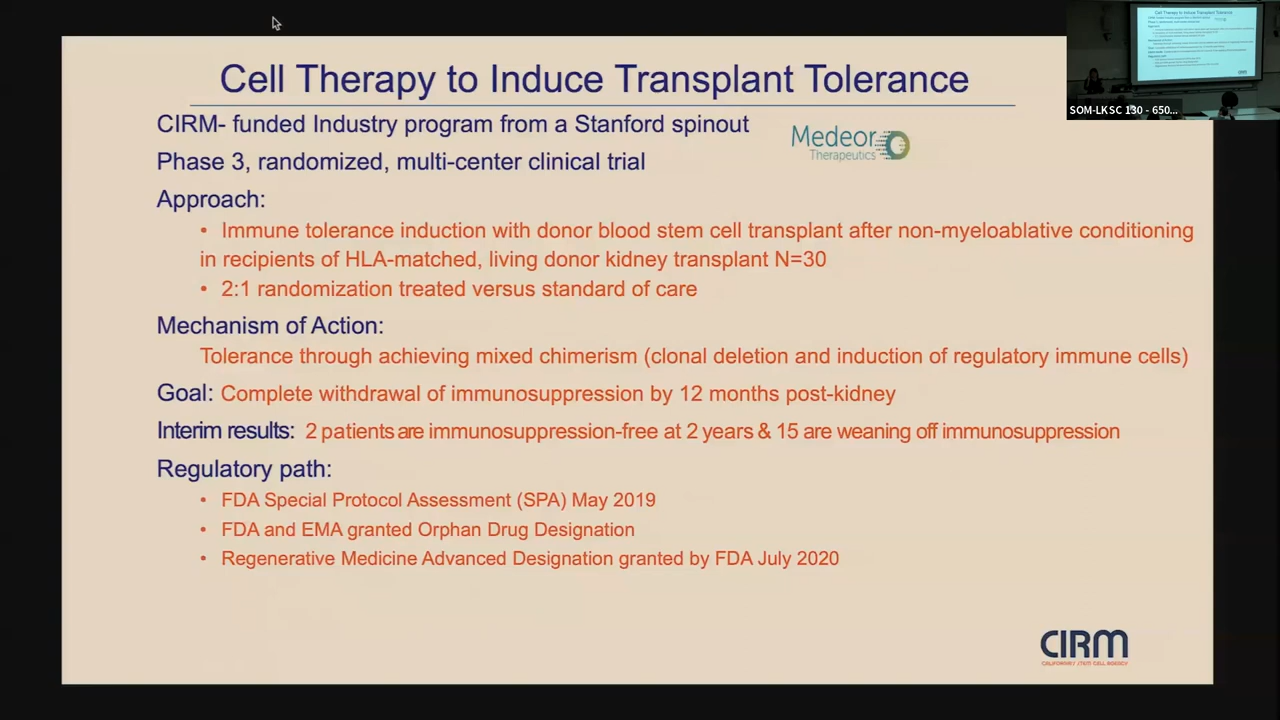 Cell Therapy to Induce Transplant Tolerance
CIRM- funded Industry program from a Stanford spinout
Medeor
Therapeutics
Phase 3, randomized, multi-center clinical trial
Approach:
• Immune tolerance induction with donor blood stem cell transplant after non-myeloablative conditioning
in recipients of HLA-matched, living donor kidney transplant N=30
• 2:1 randomization treated versus standard of care
Mechanism of Action:
Tolerance through achieving mixed chimerism (clonal deletion and induction of regulatory immune cells)
Goal: Complete withdrawal of immunosuppression by 12 months post-kidney
Interim results: 2 patients are immunosuppression-free at 2 years & 15 are weaning off immunosuppression
Regulatory path:
• FDA Special Protocol Assessment (SPA) May 2019
• FDA and EMA granted Orphan Drug Designation
• Regenerative Medicine Advanced Designation granted by FDA July 2020
CIRM
CALIFORNIA'S STEM CELL AGENCY
SOM-LKSC 130 - 650...